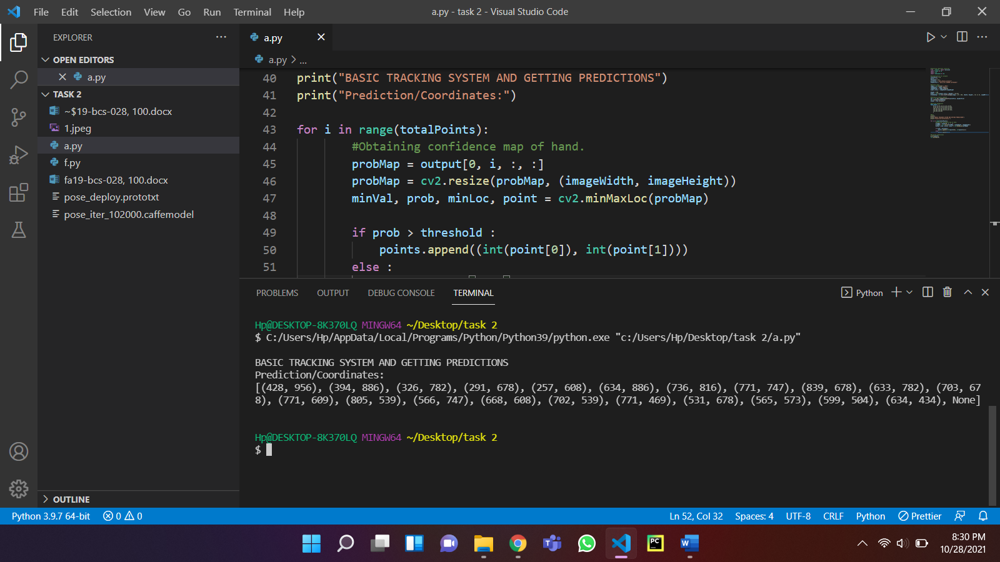 File Edit Selection View Go Run Terminal Help
a.py - task 2 - Visual Studio Code
EXPLORER
OPEN EDITORS
a.py
TASK 2
~$19-bcs-028, 100.docx
1.jpeg
a.py
f.py
fa19-bcs-028, 100.docx
pose_deploy.prototxt
pose_iter_102000.caffemodel
OUTLINE
a.py
a.py > ...
40 print("BASIC TRACKING SYSTEM AND GETTING PREDICTIONS")
41 print("Prediction/Coordinates:")
42
43 for i in range(totalPoints):
44 #Obtaining confidence map of hand.
45 probMap = output[0, i, :, :]
46 probMap = cv2.resize(probMap, (imageWidth, imageHeight))
47 minVal, prob, minLoc, point = cv2.minMaxLoc(probMap)
48
49 if prob > threshold :
50 points.append((int(point[0]), int(point[1])))
51 else :
PROBLEMS OUTPUT DEBUG CONSOLE TERMINAL
Python
Hp@DESKTOP-8K370LQ MINGW64 ~/Desktop/task 2
$ C:/Users/Hp/AppData/Local/Programs/Python/Python39/python.exe "c:/Users/Hp/Desktop/task 2/a.py"
BASIC TRACKING SYSTEM AND GETTING PREDICTIONS
Prediction/Coordinates:
[(428, 956), (394, 886), (326, 782), (291, 678), (257, 608), (634, 886), (736, 816), (771, 747), (839, 678), (633, 782), (703, 67
8), (771, 609), (805, 539), (566, 747), (668, 608), (702, 539), (771, 469), (531, 678), (565, 573), (599, 504), (634, 434), None]
Hp@DESKTOP-8K370LQ MINGW64 ~/Desktop/task 2
$
Python 3.9.7 64-bit 0 0 Ln 52, Col 32 Spaces: 4 UTF-8 CRLF Python Prettier
8:30 PM
10/28/2021